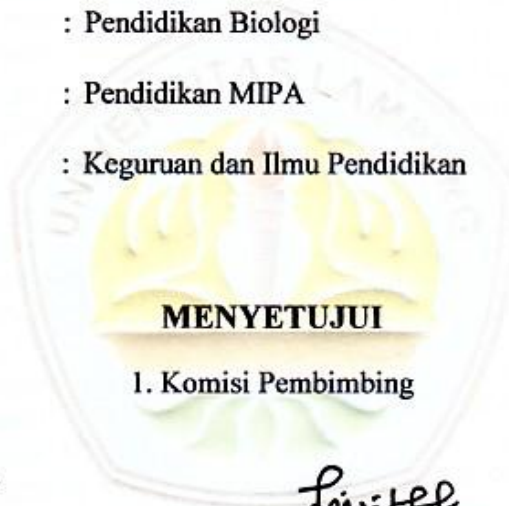 : Pendidikan Biologi
: Pendidikan MIPA
: Keguruan dan Ilmu Pendidikan
MENYETUJUI
1. Komisi Pembimbing